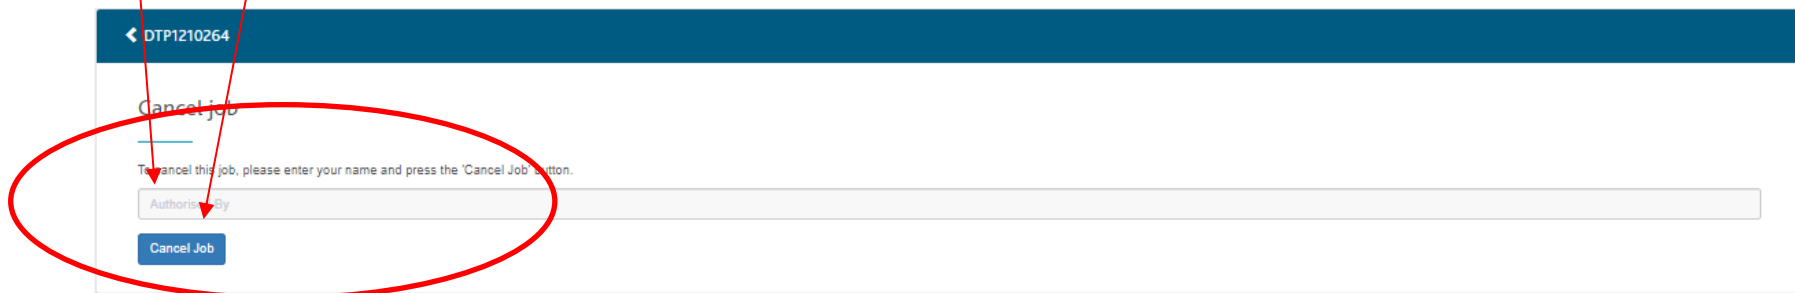 DTP1210264
Cancel job
To cancel this job, please enter your name and press the 'Cancel Job' button.
Authorised By
Cancel Job